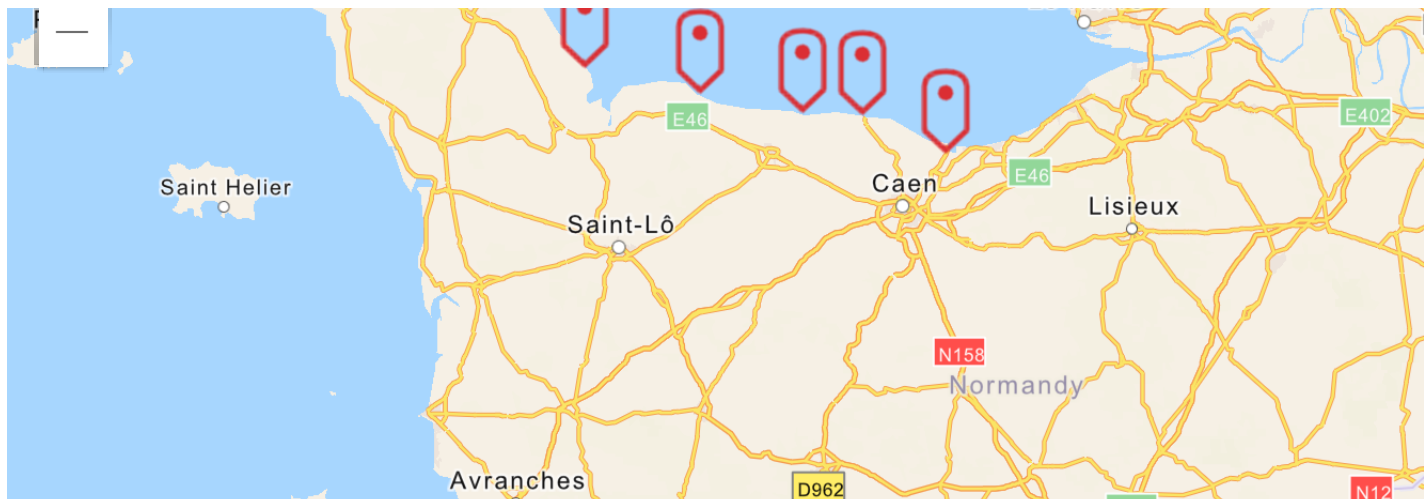 E46
E402
E46
Saint Helier
Caen
Lisieux
Saint-Lô
N158
Normandy
Avranches
D962
N12